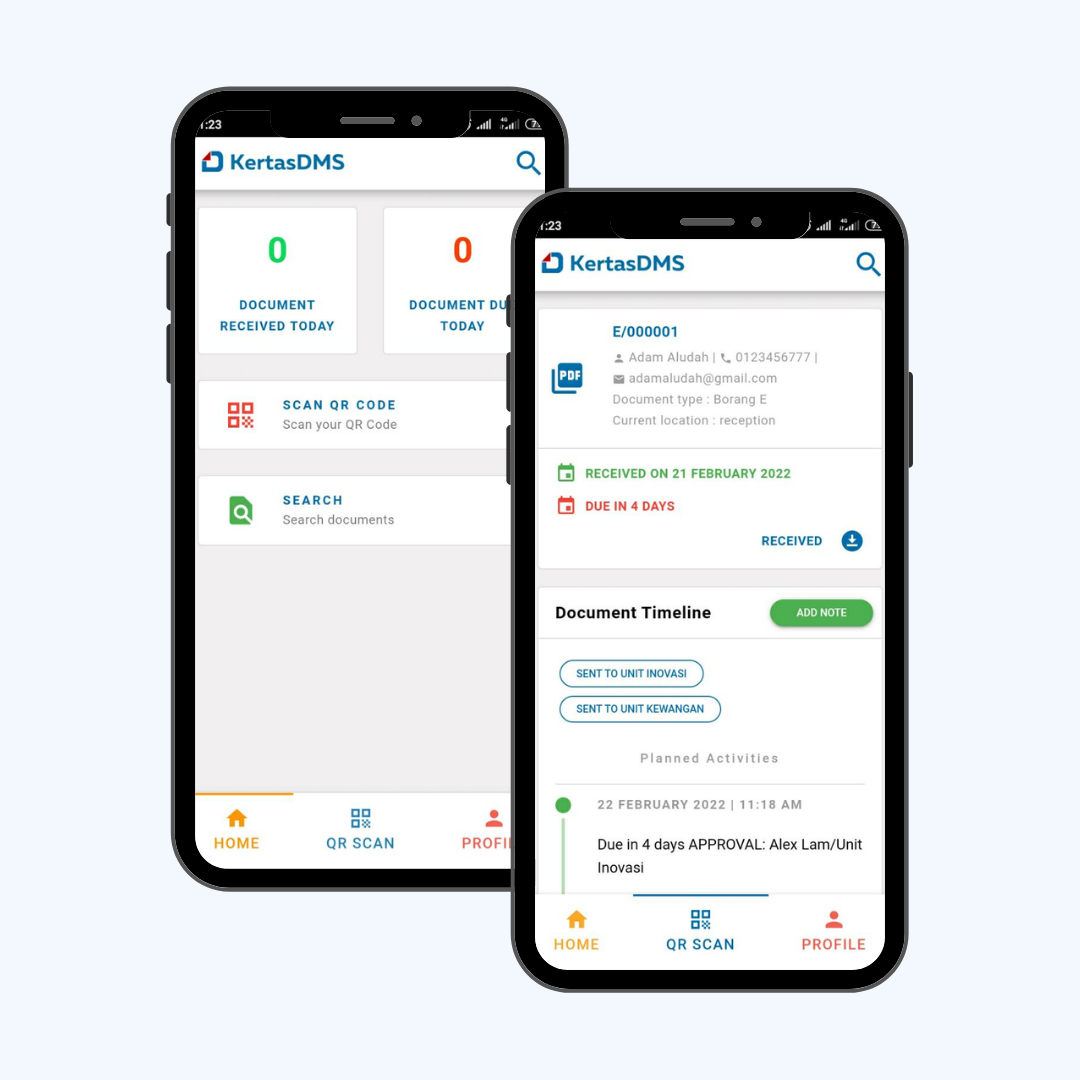 :23
4G
KertasDMS
0
DOCUMENT
RECEIVED TODAY
0
DOCUMENT DU
TODAY
SCAN QR CODE
Scan your QR Code
SEARCH
Search documents
HOME
QR SCAN
PROFI
:23
4G
KertasDMS
PDF
E/000001
Adam Aludah | 0123456777 |
adamaludah@gmail.com
Document type : Borang E
Current location : reception
RECEIVED ON 21 FEBRUARY 2022
DUE IN 4 DAYS
RECEIVED
Document Timeline
ADD NOTE
SENT TO UNIT INOVASI
SENT TO UNIT KEWANGAN
Planned Activities
22 FEBRUARY 2022 | 11:18 AM
Due in 4 days APPROVAL: Alex Lam/Unit
Inovasi
HOME
QR SCAN
PROFILE